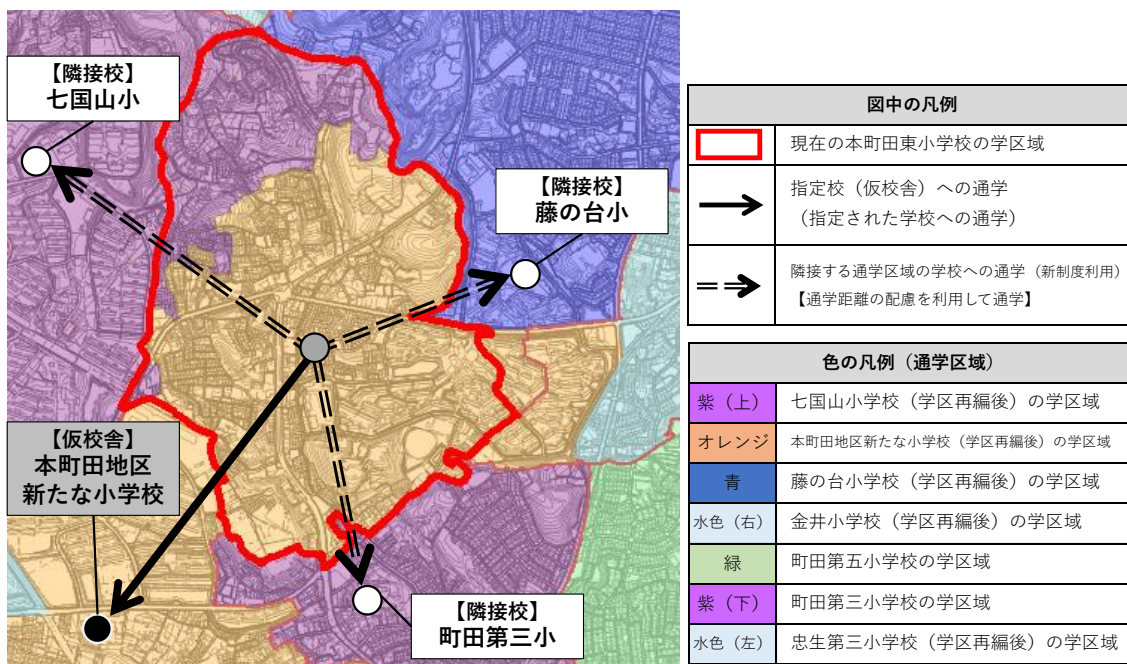 【隣接校】
七国山小
【隣接校】
藤の台小
【仮校舎】
本町田地区
新たな小学校
【隣接校】
町田第三小
図中の凡例
現在の本町田東小学校の学区域
指定校（仮校舎）への通学
（指定された学校への通学）
隣接する通学区域の学校への通学（新制度利用）
【通学距離の配慮を利用して通学】
色の凡例（通学区域）
紫（上） 七国山小学校（学区再編後）の学区域
オレンジ 本町田地区新たな小学校（学区再編後）の学区域
青 藤の台小学校（学区再編後）の学区域
水色（右） 金井小学校（学区再編後）の学区域
緑 町田第五小学校の学区域
紫（下） 町田第三小学校の学区域
水色（左） 忠生第三小学校（学区再編後）の学区域